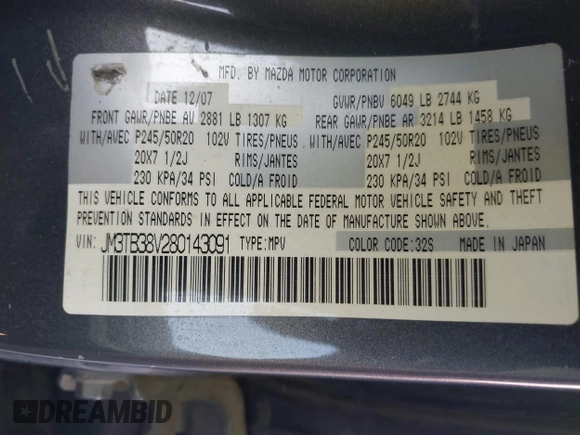 MFD. BY MAZDA MOTOR CORPORATION
DATE 12/07 GVWR/PNBV 6049 LB 2744 KG
FRONT GAWR/PNBE AV 2881 LB 1307 KG REAR GAWR/PNBE AR 3214 LB 1458 KG
WITH/AVEC P245/50R20 102V TIRES/PNEUS WITH/AVEC P245/50R20 102V TIRES/PNEUS
20X7 1/2J RIMS/JANTES 20X7 1/2J RIMS/JANTES
230 KPA/34 PSI COLD/A FROID 230 KPA/34 PSI COLD/A FROID
THIS VEHICLE CONFORMS TO ALL APPLICABLE FEDERAL MOTOR VEHICLE SAFETY AND THEFT
PREVENTION STANDARDS IN EFFECT ON THE DATE OF MANUFACTURE SHOWN ABOVE.
VIN: JM3TB38V280143091 TYPE: MPV COLOR CODE:32S MADE IN JAPAN
DREAMBID